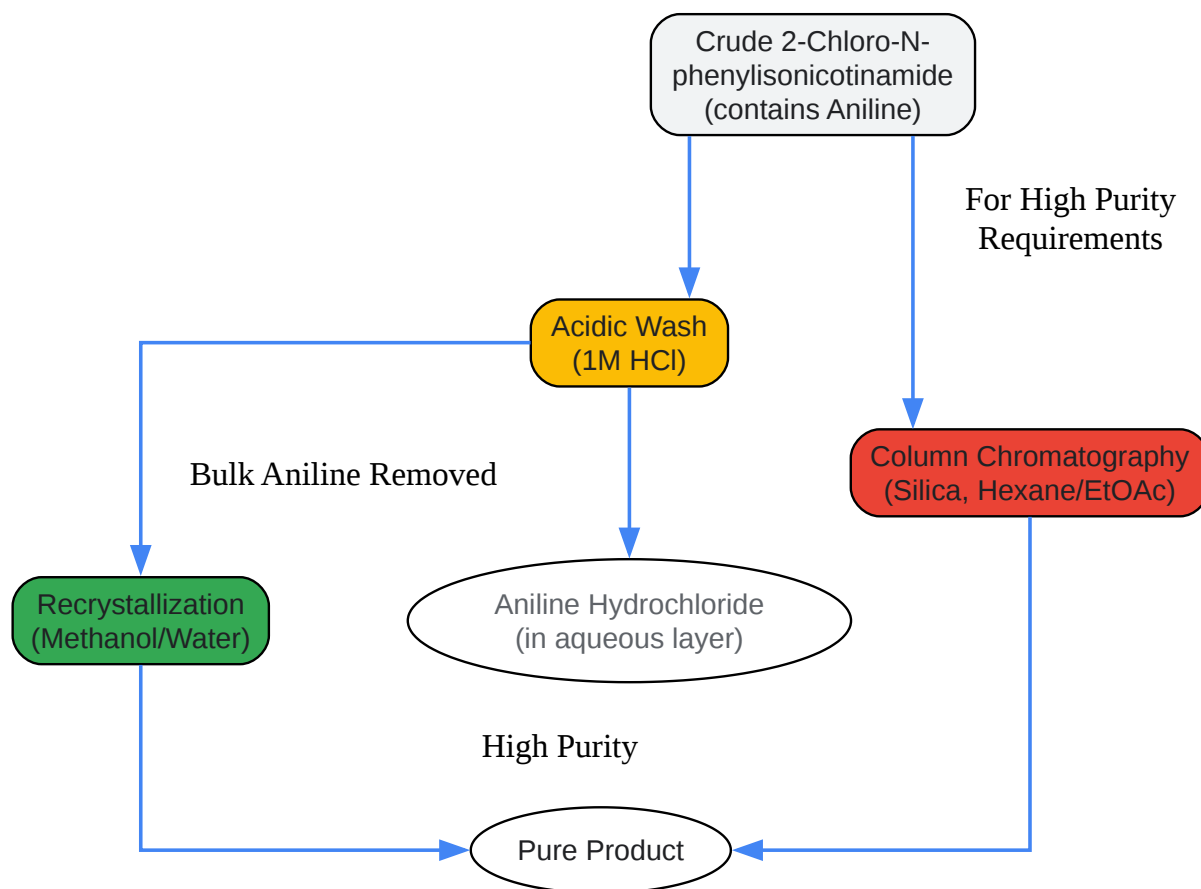 Crude 2-Chloro-N-
phenylisonicotinamide
(contains Aniline)
For High Purity
Requirements
Acidic Wash
(1M HCl)
Column Chromatography
(Silica, Hexane/EtOAc)
Bulk Aniline Removed
Recrystallization
(Methanol/Water)
Aniline Hydrochloride
(in aqueous layer)
High Purity
Pure Product